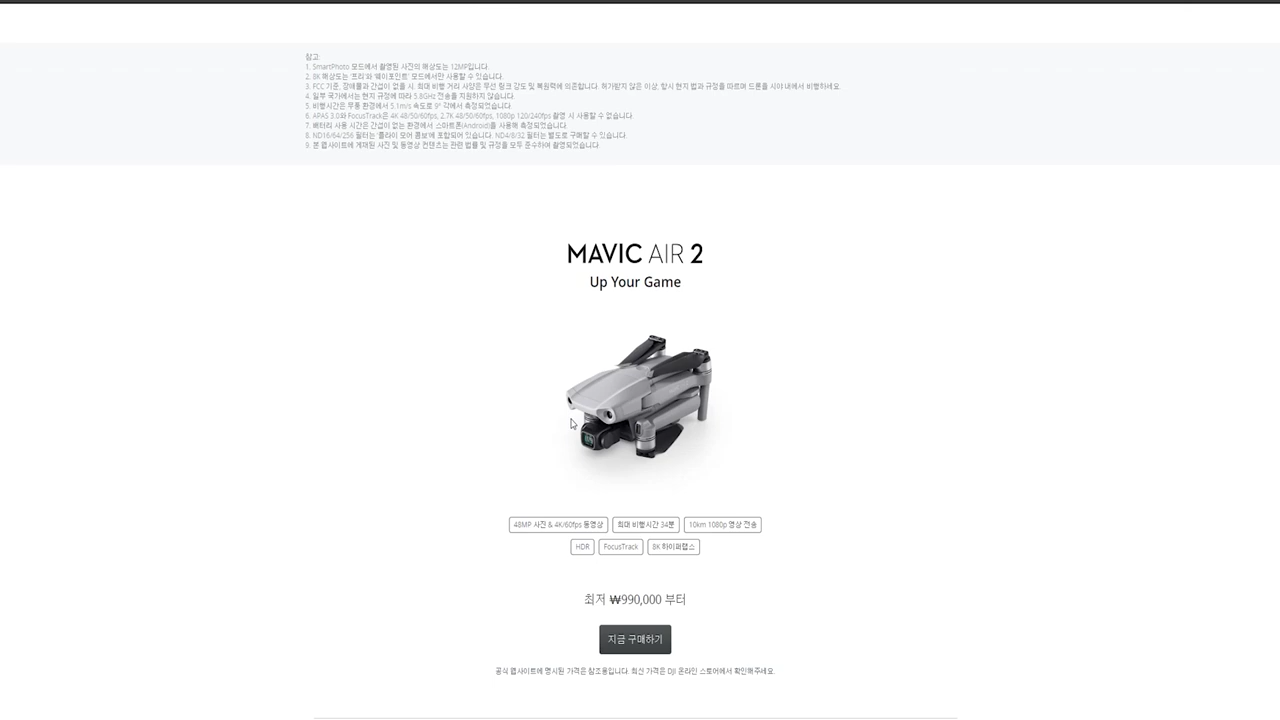 참고:
1. SmartPhoto 모드에서 촬영된 사진의 해상도는 12MP입니다.
2. 8K 해상도는 '프리'와 '웨이포인트' 모드에서만 사용할 수 있습니다.
3. FCC 기준, 장애물과 간섭이 없을 시. 최대 비행 거리 사양은 무선 링크 강도 및 복원력에 의존합니다. 허가받지 않은 이상, 항시 현지 법과 규정을 따르며 드론을 시야 내에서 비행하세요.
4. 일부 국가에서는 현지 규정에 따라 5.8GHz 전송을 지원하지 않습니다.
5. 비행시간은 무풍 환경에서 5.1m/s 속도로 9° 각에서 측정되었습니다.
6. APAS 3.0와 FocusTrack은 4K 48/50/60fps, 2.7K 48/50/60fps, 1080p 120/240fps 촬영 시 사용할 수 없습니다.
7. 배터리 사용 시간은 간섭이 없는 환경에서 스마트폰(Android)을 사용해 측정되었습니다.
8. ND16/64/256 필터는 '플라이 모어 콤보'에 포함되어 있습니다. ND4/8/32 필터는 별도로 구매할 수 있습니다.
9. 본 웹사이트에 게재된 사진 및 동영상 컨텐츠는 관련 법률 및 규정을 모두 준수하여 촬영되었습니다.
MAVIC AIR 2
Up Your Game
48MP 사진 & 4K/60fps 동영상 최대 비행시간 34분 10km 1080p 영상 전송
HDR FocusTrack 8K 하이퍼랩스
최저 ₩990,000 부터
지금 구매하기
공식 웹사이트에 명시된 가격은 참조용입니다. 최신 가격은 DJI 온라인 스토어에서 확인해주세요.